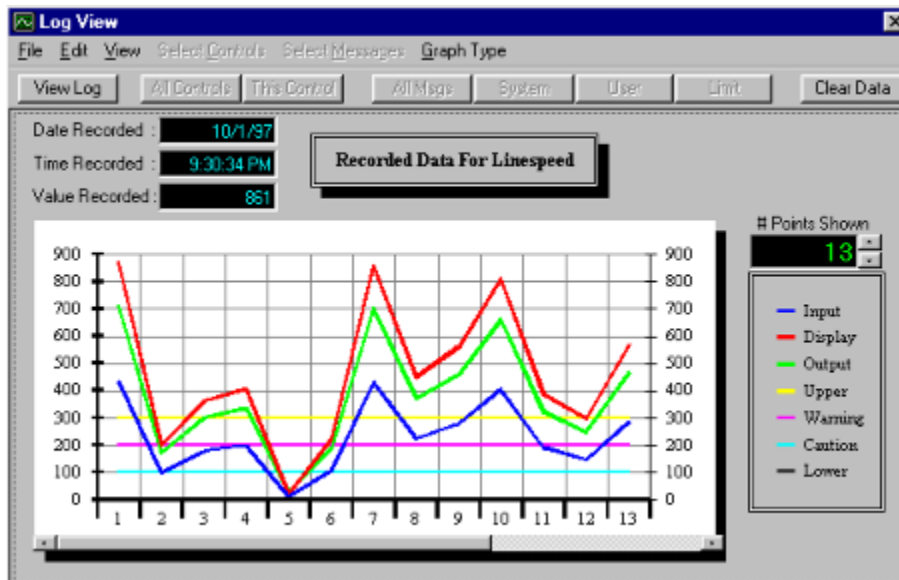 Log View
File Edit View Select Controls Select Messages Graph Type
View Log All Controls This Control All Msgs System User Limit Clear Data
Date Recorded : 10/1/97
Time Recorded : 9:30:34 PM
Value Recorded : 861
Recorded Data For Linespeed
# Points Shown
13
900 900
800 800
700 700
600 600
500 500
400 400
300 300
200 200
100 100
0 0
1 2 3 4 5 6 7 8 9 10 11 12 13
Input
Display
Output
Upper
Warning
Caution
Lower